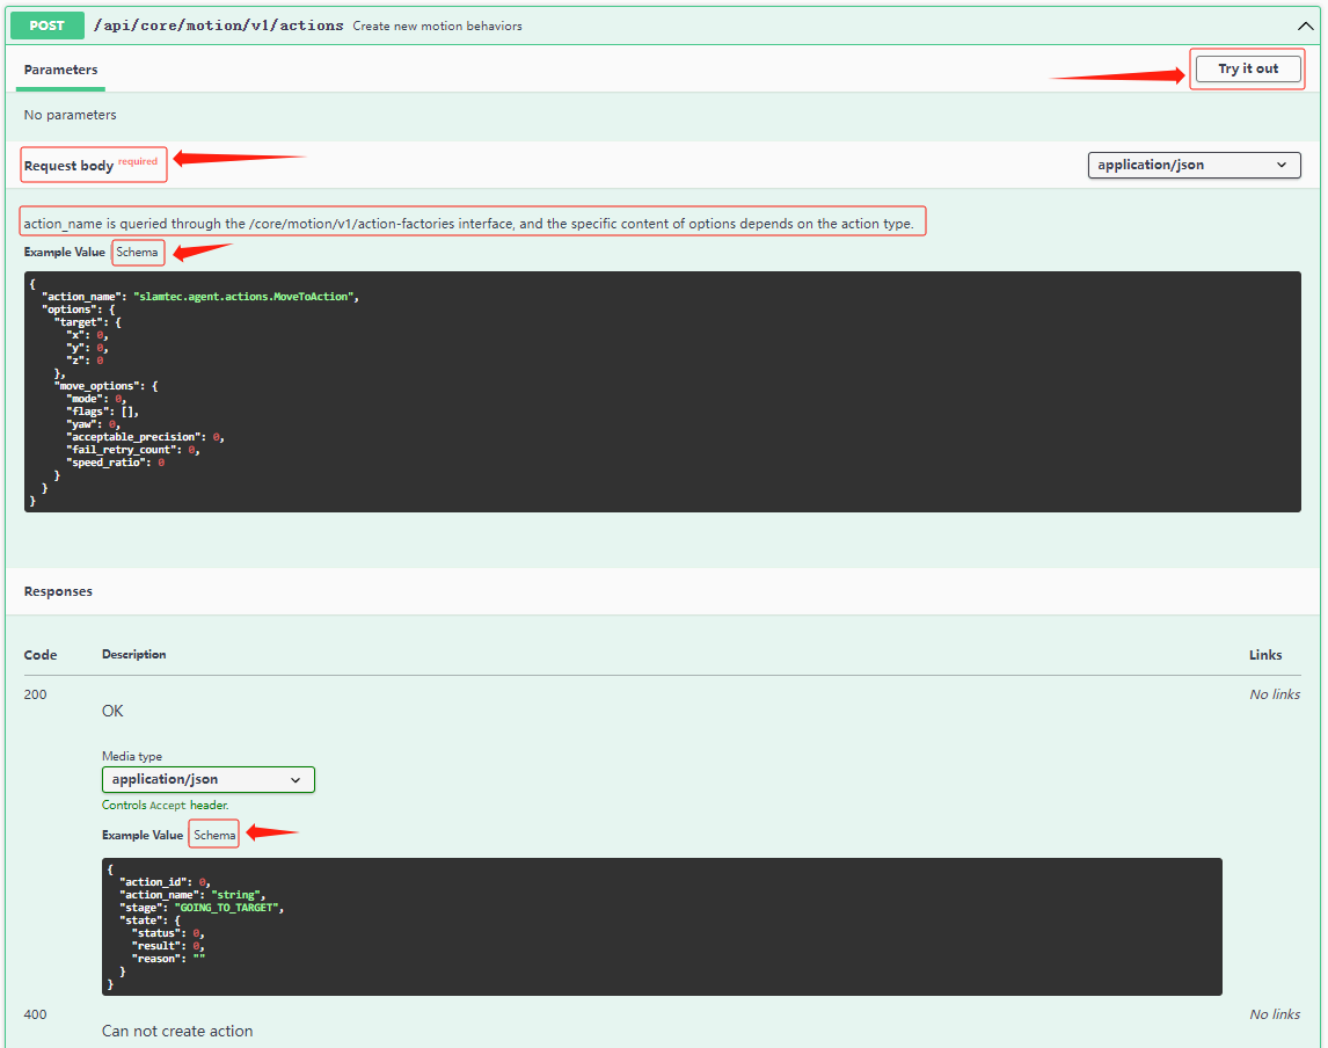 POST /api/core/motion/v1/actions Create new motion behaviors
Parameters
Try it out
No parameters
Request body required
application/json
action_name is queried through the /core/motion/v1/action-factories interface, and the specific content of options depends on the action type.
Example Value Schema
{
  "action_name": "slamtec.agent.actions.MoveToAction",
  "options": {
    "target": {
      "x": 0,
      "y": 0,
      "z": 0
    },
    "move_options": {
      "mode": 0,
      "flags": [],
      "yaw": 0,
      "acceptable_precision": 0,
      "fail_retry_count": 0,
      "speed_ratio": 0
    }
  }
}
Responses
Code Description Links
200 No links
OK
Media type
application/json
Controls Accept header.
Example Value Schema
{
  "action_id": 0,
  "action_name": "string",
  "stage": "GOING_TO_TARGET",
  "state": {
    "status": 0,
    "result": 0,
    "reason": ""
  }
}
400 No links
Can not create action